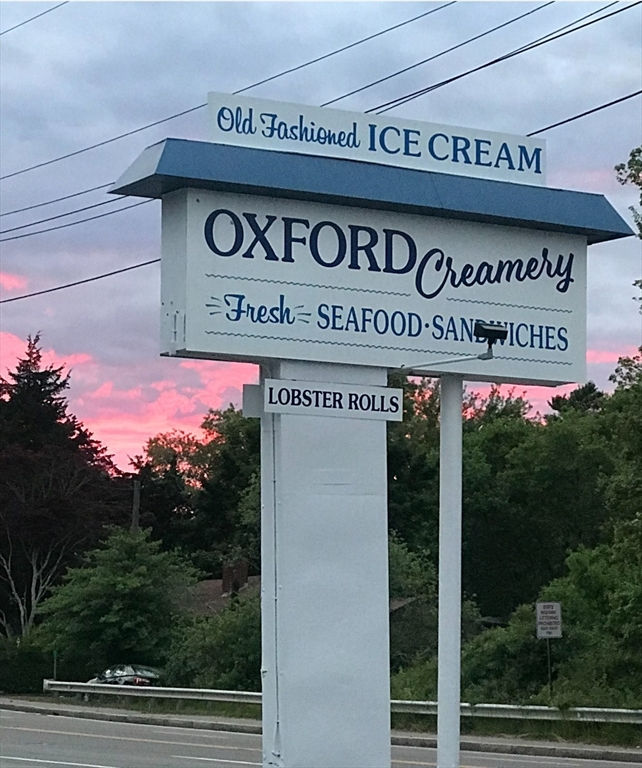 Old Fashioned ICE CREAM
OXFORD Creamery
Fresh SEAFOOD · SANDWICHES
LOBSTER ROLLS